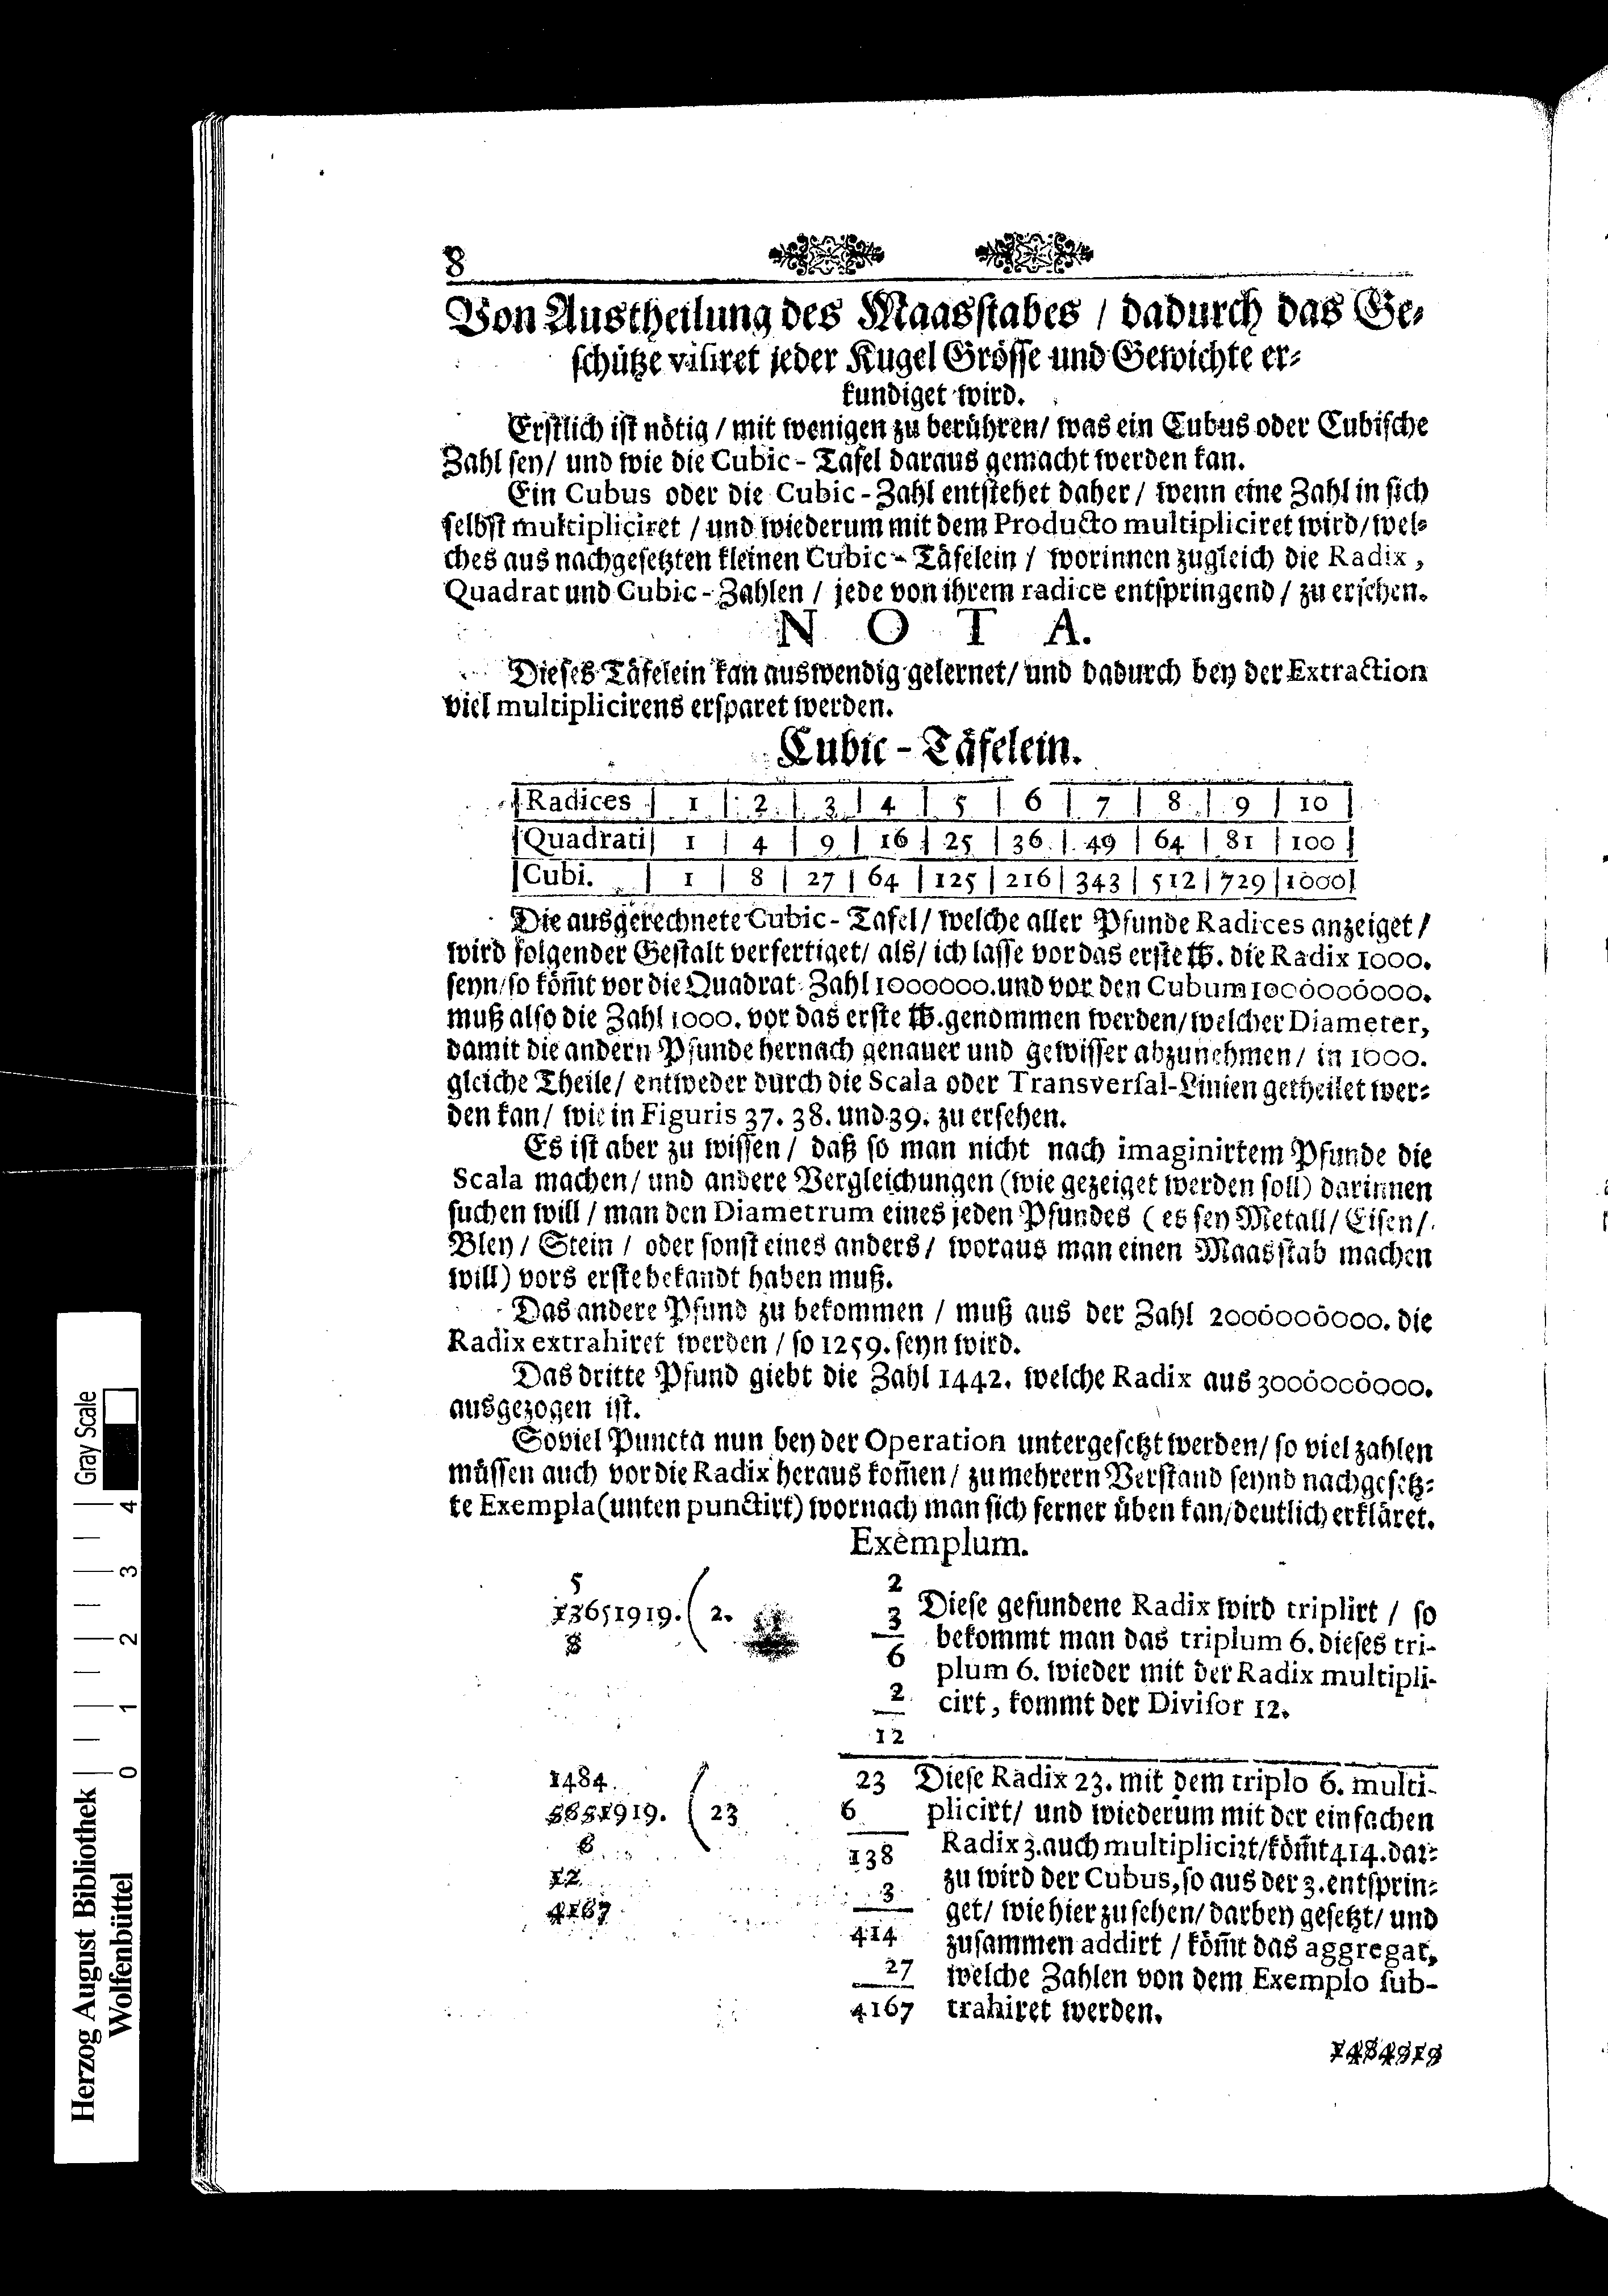 8
Von Austheilung des Maasstabes / dadurch das Ge-
schütze visiret jeder Kugel Grösse und Gewichte er-
kundiget wird.
Erstlich ist nötig / mit wenigen zu berühren / was ein Cubus oder Cubische
Zahl sey / und wie die Cubic - Tafel daraus gemacht werden kan.
Ein Cubus oder die Cubic - Zahl entstehet daher / wenn eine Zahl in sich
selbst multipliciret / und wiederum mit dem Producto multipliciret wird / wel-
ches aus nachgesetzten kleinen Cubic - Täfelein / worinnen zugleich die Radix ,
Quadrat und Cubic - Zahlen / jede von ihrem radice entspringend / zu ersehen.
N O T A.
Dieses Täfelein kan auswendig gelernet / und dadurch bey der Extraction
viel multiplicirens ersparet werden.
Cubic - Täfelein.
Radices | 1 | 2 | 3 | 4 | 5 | 6 | 7 | 8 | 9 | 10
Quadrati | 1 | 4 | 9 | 16 | 25 | 36 | 49 | 64 | 81 | 100
Cubi. | 1 | 8 | 27 | 64 | 125 | 216 | 343 | 512 | 729 | 1000
Die ausgerechnete Cubic - Tafel / welche aller Pfunde Radices anzeiget /
wird folgender Gestalt verfertiget / als / ich lasse vor das erste ℔. die Radix 1000.
seyn / so kömt vor die Quadrat Zahl 1000000. und vor den Cubum 1000000000.
muß also die Zahl 1000. vor das erste ℔. genommen werden / welcher Diameter,
damit die andern Pfunde hernach genauer und gewisser abzunehmen / in 1000.
gleiche Theile / entweder durch die Scala oder Transversal-Linien getheilet wer-
den kan / wie in Figuris 37. 38. und 39. zu ersehen.
Es ist aber zu wissen / daß so man nicht nach imaginirtem Pfunde die
Scala machen / und andere Vergleichungen (wie gezeiget werden soll) darinnen
suchen will / man den Diametrum eines jeden Pfundes ( es sey Metall / Eisen /
Bley / Stein / oder sonst eines anders / woraus man einen Maasstab machen
will) vors erste bekandt haben muß.
Das andere Pfund zu bekommen / muß aus der Zahl 2000000000. die
Radix extrahiret werden / so 1259. seyn wird.
Das dritte Pfund giebt die Zahl 1442. welche Radix aus 3000000000.
ausgezogen ist.
Soviel Puncta nun bey der Operation untergesetzt werden / so viel zahlen
müssen auch vor die Radix heraus komen / zu mehrern Verstand seynd nachgesetz-
te Exempla (unten punctirt) wornach man sich ferner üben kan / deutlich erkläret.
Exemplum.
5
13651919. ( 2.
8
2
3
6
2
12
Diese gefundene Radix wird triplirt / so
bekommt man das triplum 6. dieses tri-
plum 6. wieder mit der Radix multipli-
cirt, kommt der Divisor 12.
1484
5651919. ( 23
6
12
4167
23
6
138
3
414
27
4167
Diese Radix 23. mit dem triplo 6. multi-
plicirt / und wiederum mit der einfachen
Radix 3. auch multiplicirt / kömt 414. dar-
zu wird der Cubus, so aus der 3. entsprin-
get / wie hier zu sehen / darbey gesetzt / und
zusammen addirt / kömt das aggregat,
welche Zahlen von dem Exemplo sub-
trahiret werden.
1484919
Herzog August Bibliothek
Wolfenbüttel
0 1 2 3 4
Gray Scale